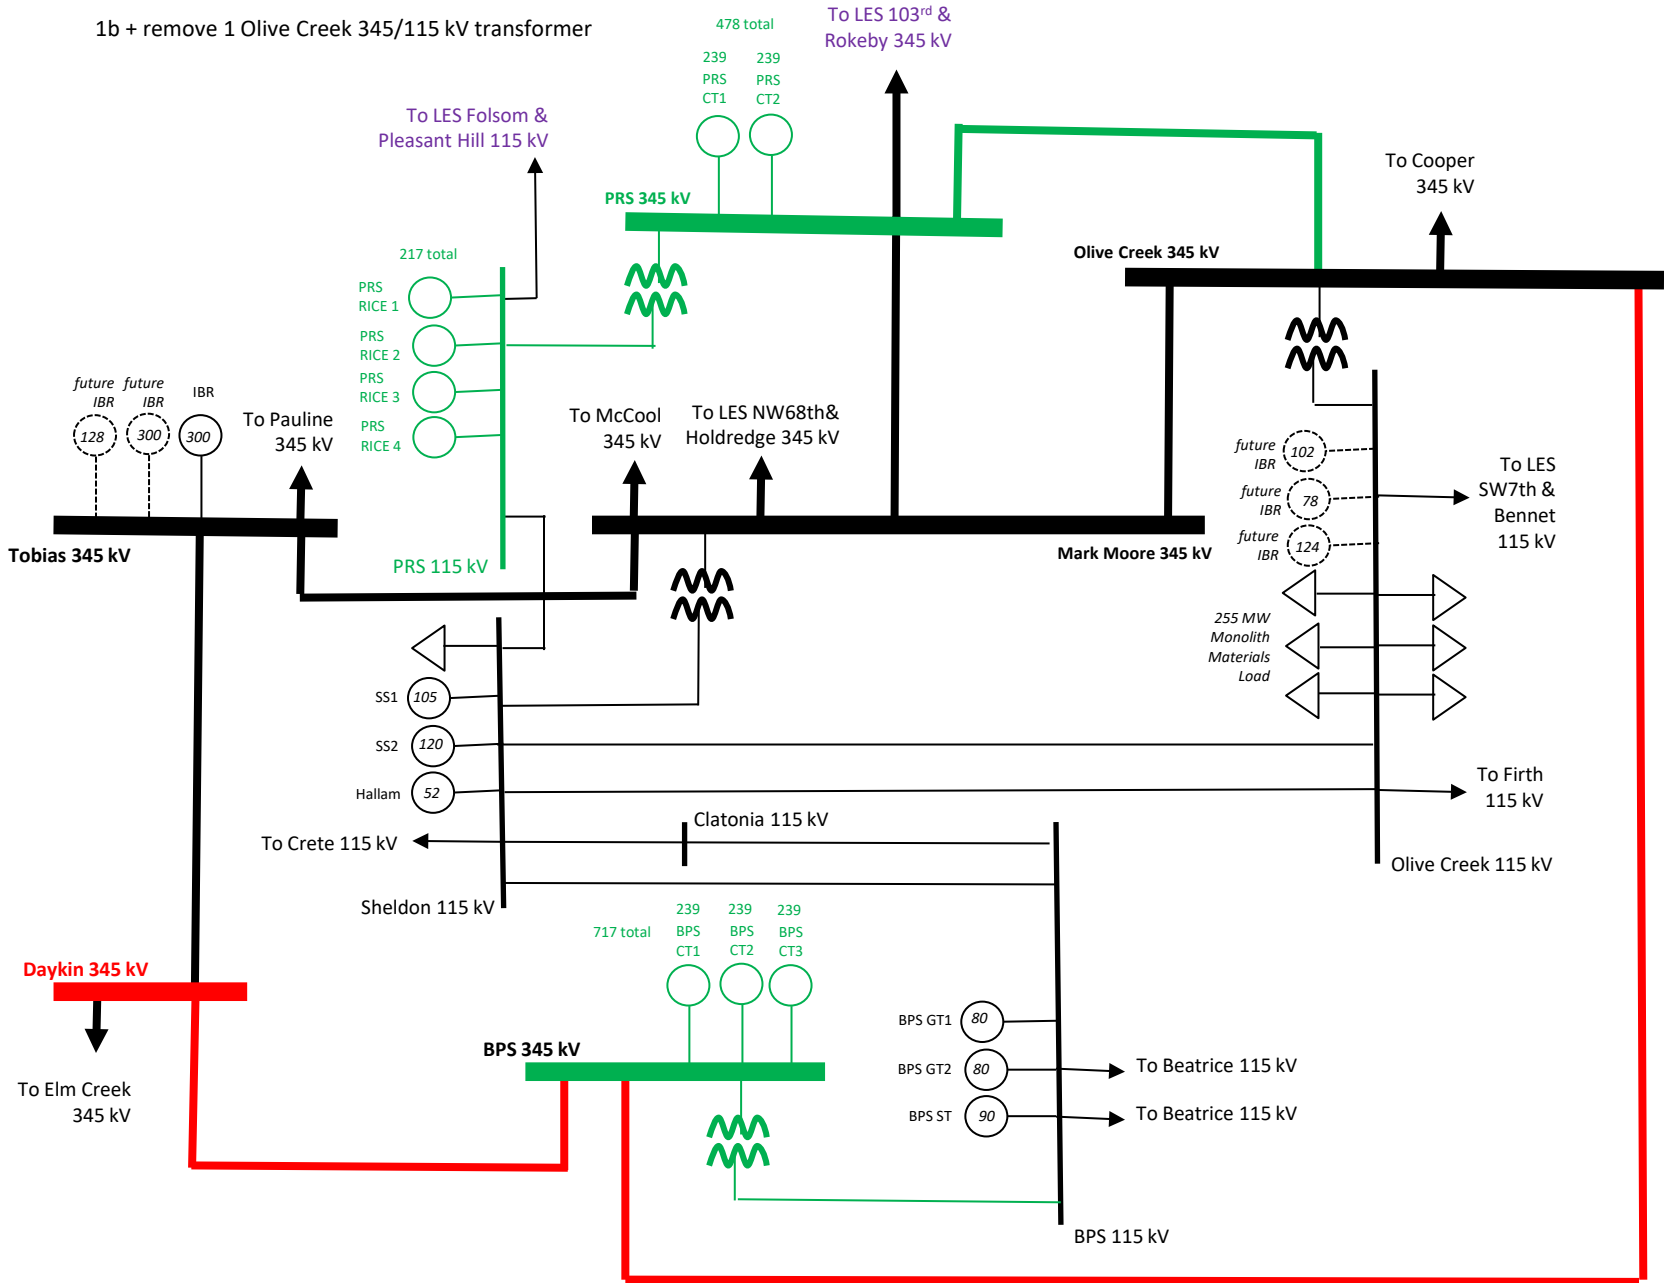 1b + remove 1 Olive Creek 345/115 kV transformer
478 total
To LES 103rd &
Rokeby 345 kV
239
PRS
CT1
239
PRS
CT2
To LES Folsom &
Pleasant Hill 115 kV
To Cooper
345 kV
PRS 345 kV
Olive Creek 345 kV
217 total
PRS
RICE 1
PRS
RICE 2
PRS
RICE 3
PRS
RICE 4
future
IBR
future
IBR
IBR
128
300
300
To Pauline
345 kV
To McCool
345 kV
To LES NW68th&
Holdredge 345 kV
future
IBR
102
future
IBR
78
future
IBR
124
To LES
SW7th &
Bennet
115 kV
Tobias 345 kV
PRS 115 kV
Mark Moore 345 kV
255 MW
Monolith
Materials
Load
SS1
105
SS2
120
Hallam
52
To Firth
115 kV
Clatonia 115 kV
To Crete 115 kV
Olive Creek 115 kV
Sheldon 115 kV
717 total
239
BPS
CT1
239
BPS
CT2
239
BPS
CT3
Daykin 345 kV
BPS GT1
80
BPS GT2
80
BPS ST
90
BPS 345 kV
To Beatrice 115 kV
To Beatrice 115 kV
To Elm Creek
345 kV
BPS 115 kV